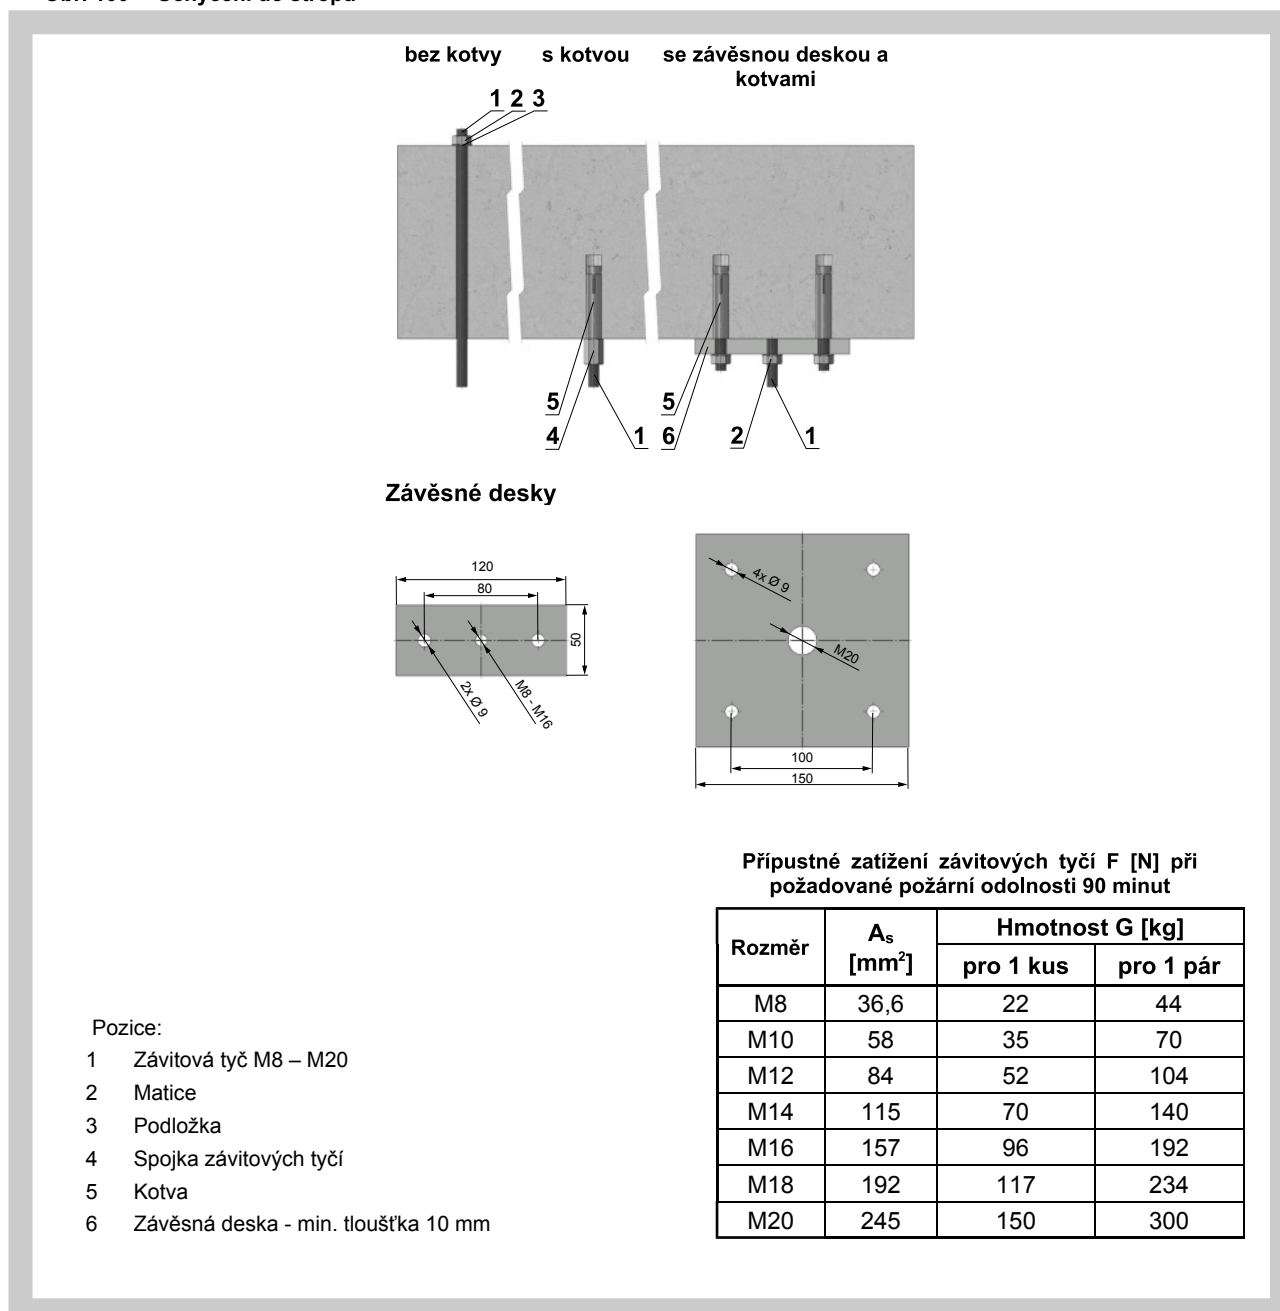 bez kotvy s kotvou se závěsnou deskou a
kotvami
1 2 3
5 5
4 1 6 2 1
Závěsné desky
120
80
50
2x Ø 9
M8 - M16
4x Ø 9
M20
100
150
Přípustné zatížení závitových tyčí F [N] při
požadované požární odolnosti 90 minut
Rozměr As [mm²] Hmotnost G [kg]
pro 1 kus pro 1 pár
M8 36,6 22 44
M10 58 35 70
M12 84 52 104
M14 115 70 140
M16 157 96 192
M18 192 117 234
M20 245 150 300
Pozice:
1 Závitová tyč M8 – M20
2 Matice
3 Podložka
4 Spojka závitových tyčí
5 Kotva
6 Závěsná deska - min. tloušťka 10 mm